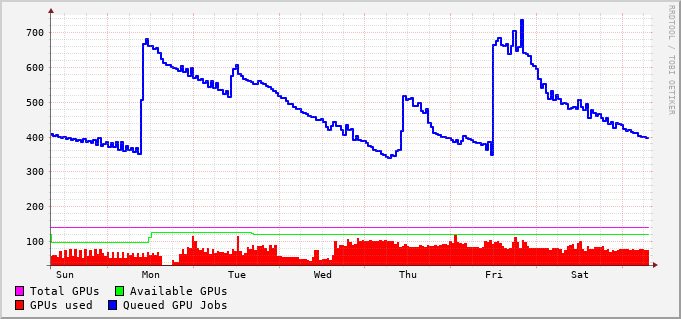 700
600
500
400
300
200
100
Sun Mon Tue Wed Thu Fri Sat
Total GPUs Available GPUs
GPUs used Queued GPU Jobs
RRDTOOL / TOBI OETIKER